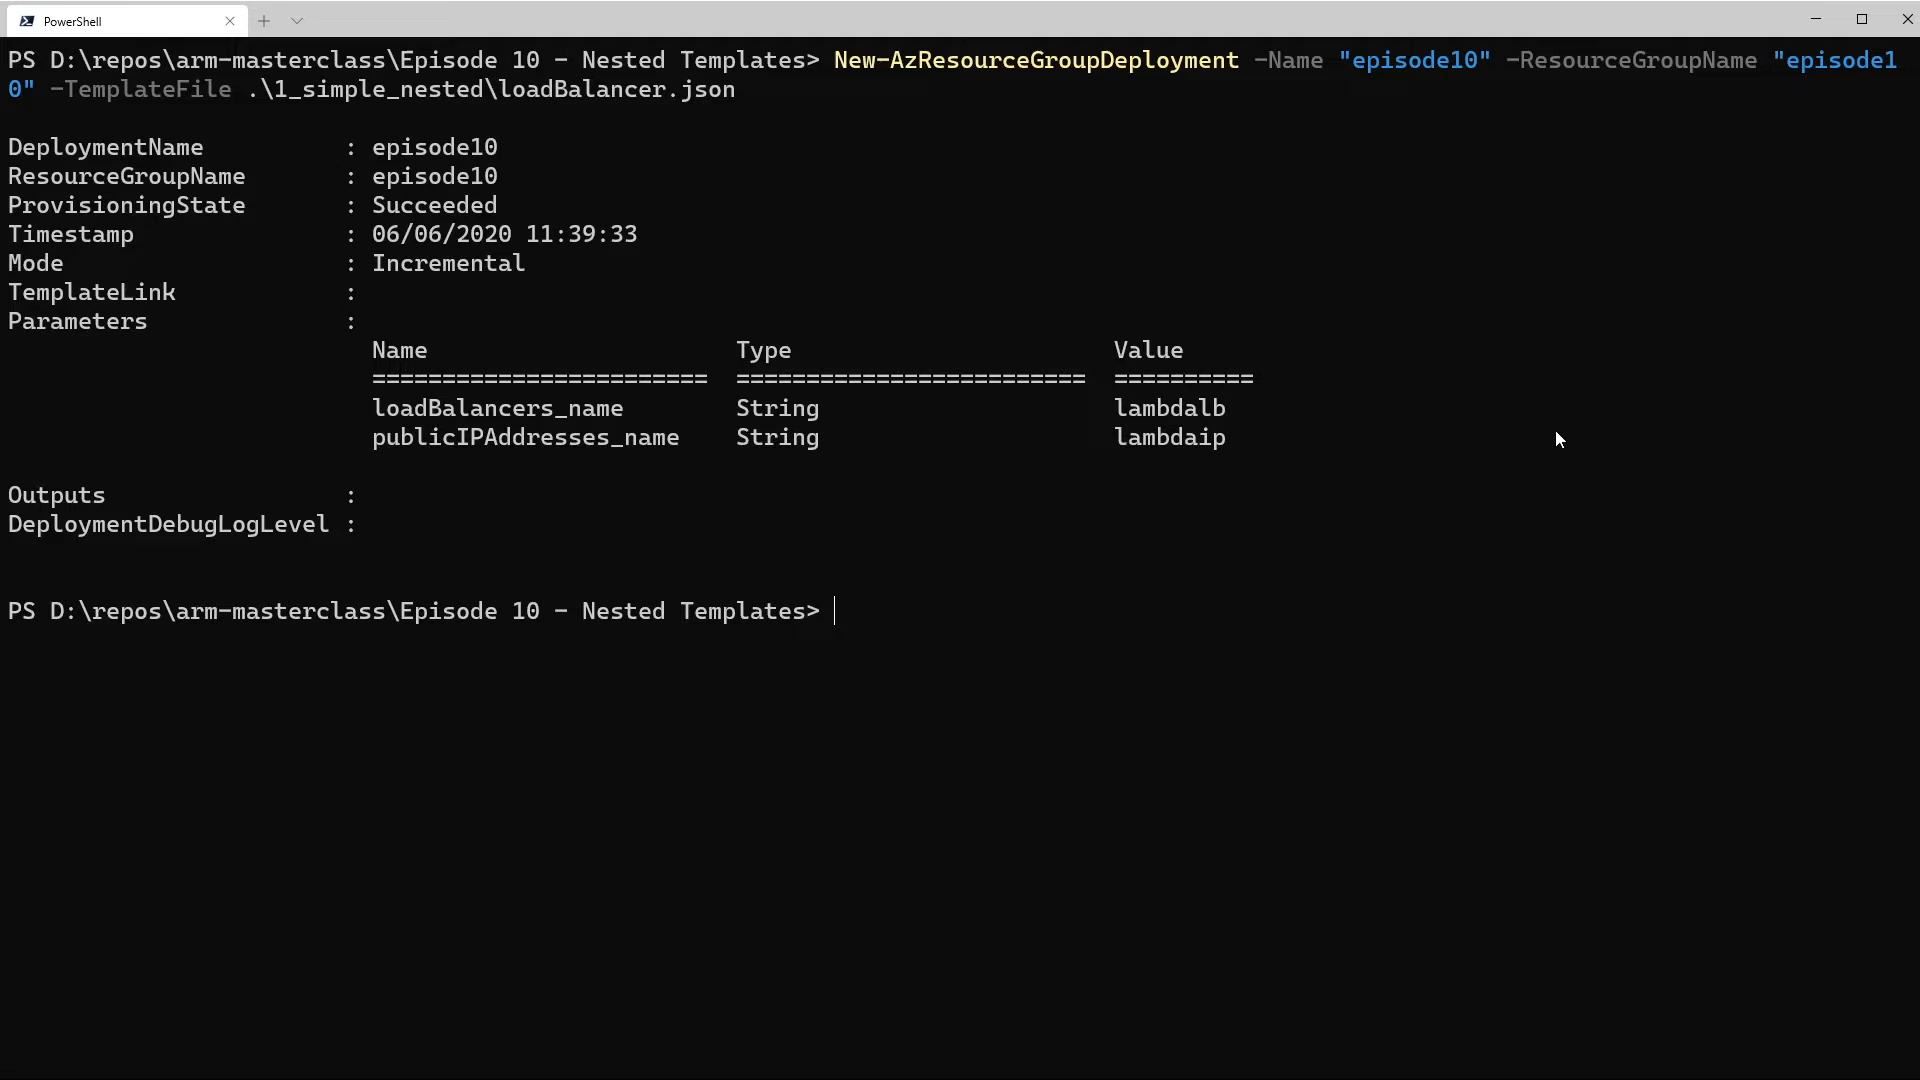 PowerShell
PS D:\repos\arm-masterclass\Episode 10 - Nested Templates> New-AzResourceGroupDeployment -Name "episode10" -ResourceGroupName "episode1
0" -TemplateFile .\1_simple_nested\loadBalancer.json
DeploymentName : episode10
ResourceGroupName : episode10
ProvisioningState : Succeeded
Timestamp : 06/06/2020 11:39:33
Mode : Incremental
TemplateLink :
Parameters :
Name Type Value
======================== ========================= ==========
loadBalancers_name String lambdalb
publicIPAddresses_name String lambdaip
Outputs :
DeploymentDebugLogLevel :
PS D:\repos\arm-masterclass\Episode 10 - Nested Templates>